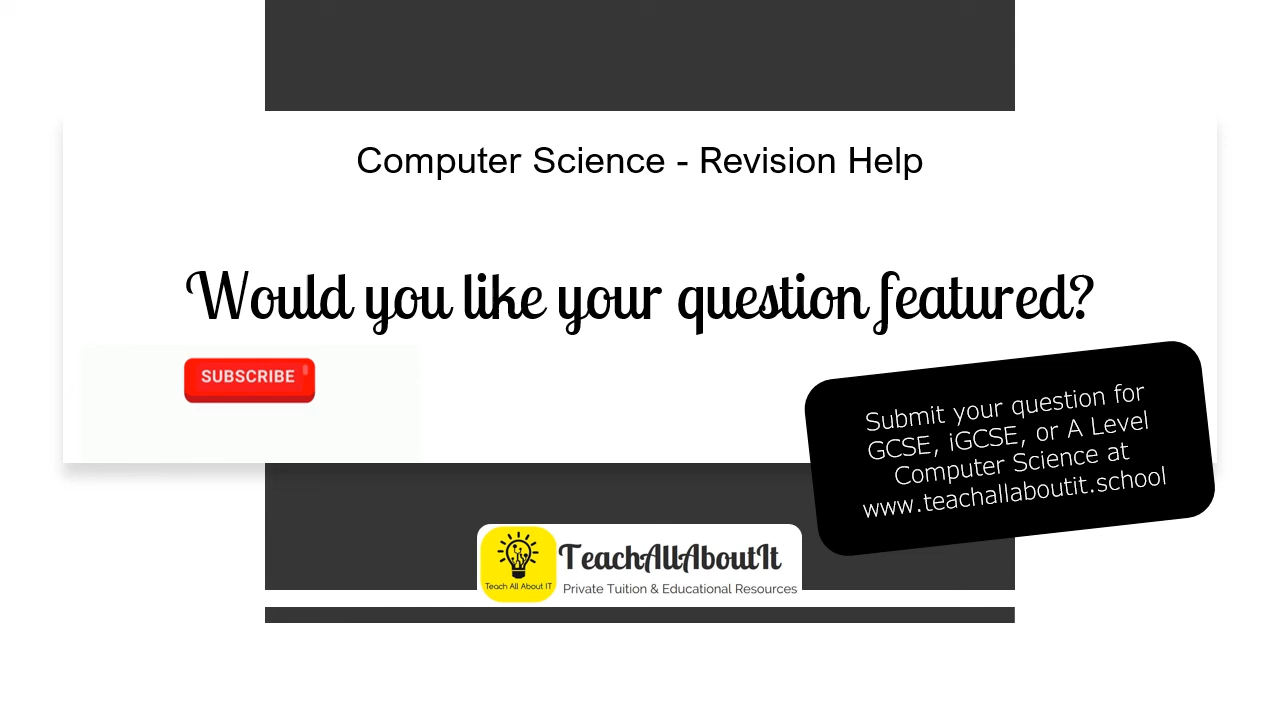 Computer Science - Revision Help
Would you like your question featured?
SUBSCRIBE
Submit your question for
GCSE, iGCSE, or A Level
Computer Science at
www.teachallaboutit.school
TeachAllAboutIt
Teach All About IT
Private Tuition & Educational Resources